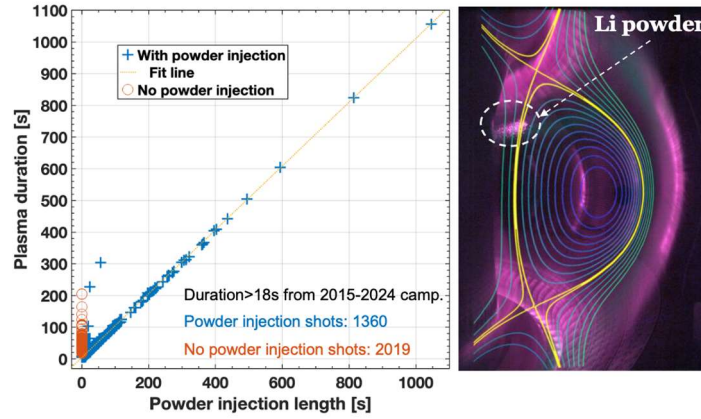 1100
1000
900
800
700
600
500
400
300
200
100
0
Plasma duration [s]
With powder injection
Fit line
No powder injection
Duration>18s from 2015-2024 camp.
Powder injection shots: 1360
No powder injection shots: 2019
0 200 400 600 800 1000
Powder injection length [s]
Li powder